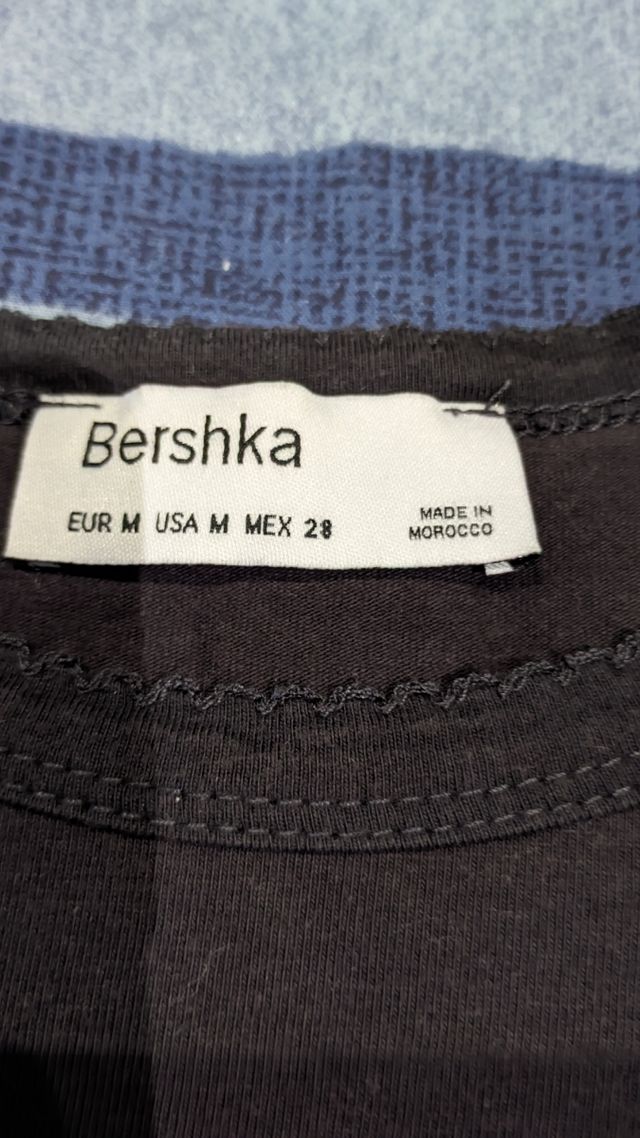 Bershka
EUR M USA M MEX 28
MADE IN
MOROCCO